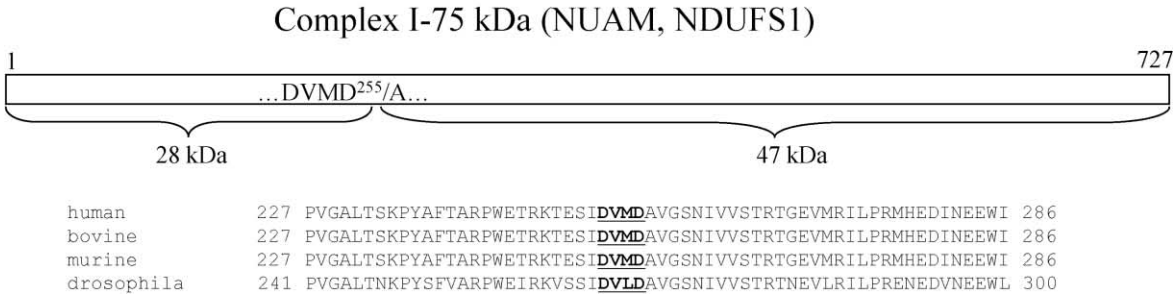 Complex I-75 kDa (NUAM, NDUFS1)
1 727
...DVMD255/A...
28 kDa 47 kDa
human 227 PVGALTSKPYAFTARPWETRKTESIDVMDAVGSNIVVSTRTGEVMRILPRMHEDINEEWI 286
bovine 227 PVGALTSKPYAFTARPWETRKTESIDVMDAVGSNIVVSTRTGEVMRILPRMHEDINEEWI 286
murine 227 PVGALTSKPYAFTARPWETRKTESIDVMDAVGSNIVVSTRTGEVMRILPRMHEDINEEWI 286
drosophila 241 PVGALTNKPYSFVARPWEIRKVSSIDVLDAVGSNIVVSTRTNEVLRILPRENEDVNEEWL 300